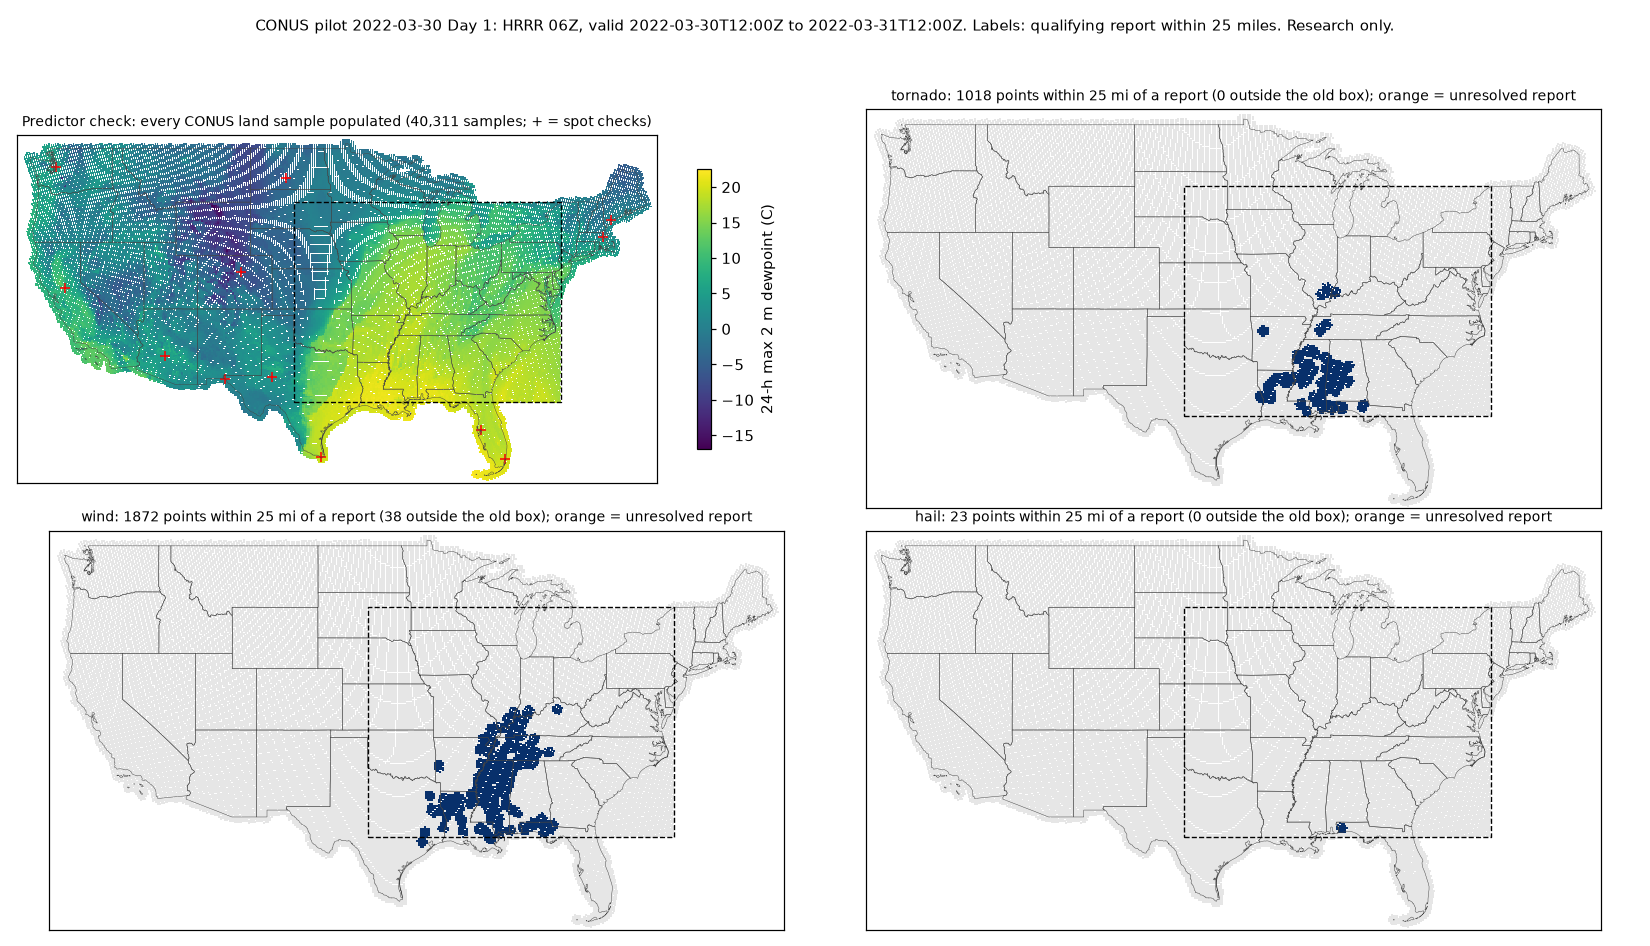 CONUS pilot 2022-03-30 Day 1: HRRR 06Z, valid 2022-03-30T12:00Z to 2022-03-31T12:00Z. Labels: qualifying report within 25 miles. Research only.
Predictor check: every CONUS land sample populated (40,311 samples; + = spot checks)
20
15
10
5
0
−5
−10
−15
24-h max 2 m dewpoint (C)
tornado: 1018 points within 25 mi of a report (0 outside the old box); orange = unresolved report
wind: 1872 points within 25 mi of a report (38 outside the old box); orange = unresolved report
hail: 23 points within 25 mi of a report (0 outside the old box); orange = unresolved report